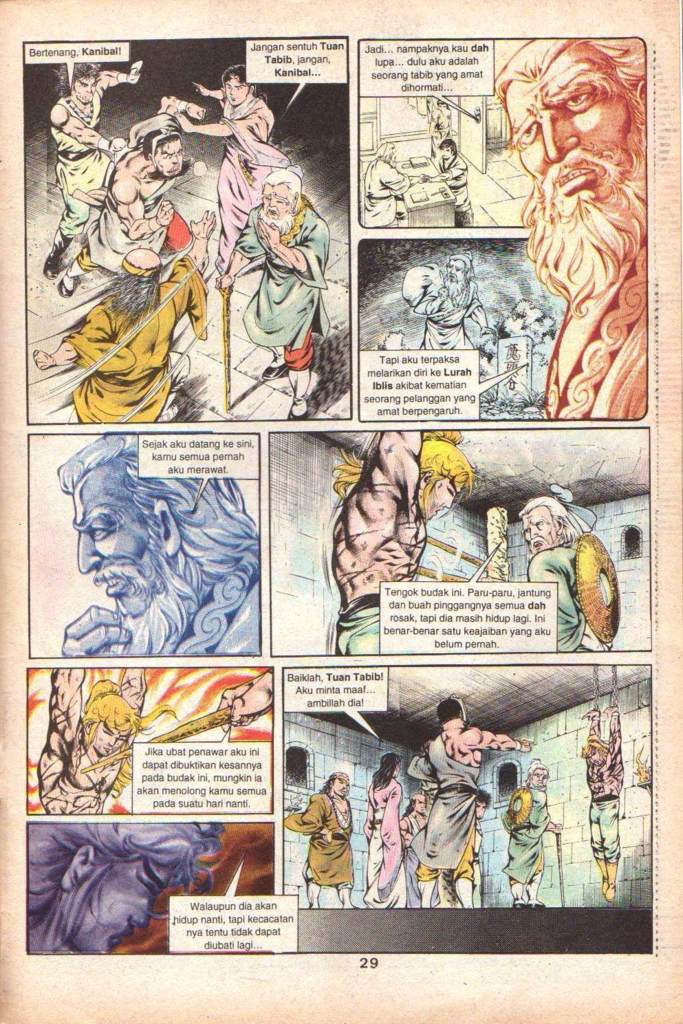 Bertenang, Kanibal!
Jangan sentuh Tuan
Tabib, jangan,
Kanibal...
Jadi... nampaknya kau dah
lupa... dulu aku adalah
seorang tabib yang amat
dihormati...
Tapi aku terpaksa
melarikan diri ke Lurah
Iblis akibat kematian
seorang pelanggan yang
amat berpengaruh.
Sejak aku datang ke sini,
kamu semua pernah
aku merawat.
Tengok budak ini. Paru-paru, jantung
dan buah pinggangnya semua dah
rosak, tapi dia masih hidup lagi. Ini
benar-benar satu keajaiban yang aku
belum pernah.
Jika ubat penawar aku ini
dapat dibuktikan kesannya
pada budak ini, mungkin ia
akan menolong kamu semua
pada suatu hari nanti.
Baiklah, Tuan Tabib!
Aku minta maaf...
ambillah dia!
Walaupun dia akan
hidup nanti, tapi kecacatan
nya tentu tidak dapat
diubati lagi...
29